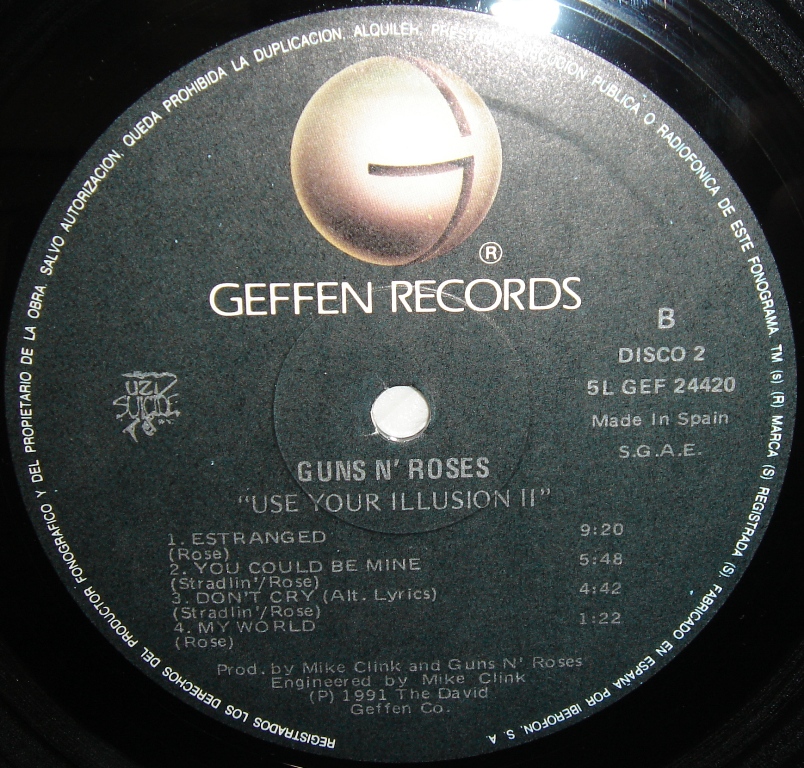 REGISTRADOS LOS DERECHOS DEL PRODUCTOR FONOGRAFICO Y DEL PROPIETARIO DE LA OBRA. SALVO AUTORIZACION, QUEDA PROHIBIDA LA DUPLICACION, ALQUILER, PUBLICA O RADIOFONICA DE ESTE FONOGRAMA. TM (s) (R) MARCA (S) REGISTRADA (S). FABRICADO EN ESPAÑA POR IBEROFON, S. A.
G
®
GEFFEN RECORDS
B
DISCO 2
5L GEF 24420
Made In Spain
S.G.A.E.
UZI
SUICIDE
GUNS N' ROSES
"USE YOUR ILLUSION II"
1. ESTRANGED 9:20
(Rose)
2. YOU COULD BE MINE 5:48
(Stradlin'/Rose)
3. DON'T CRY (Alt. Lyrics) 4:42
(Stradlin'/Rose)
4. MY WORLD 1:22
(Rose)
Prod. by Mike Clink and Guns N' Roses
Engineered by Mike Clink
(P) 1991 The David
Geffen Co.